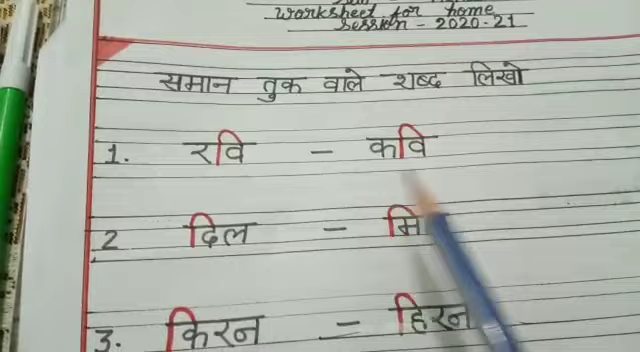 Worksheet for home
Session - 2020-21
समान तुक वाले शब्द लिखो
1. रवि - कवि
2 दिल - मि
3. किरन - हिरन